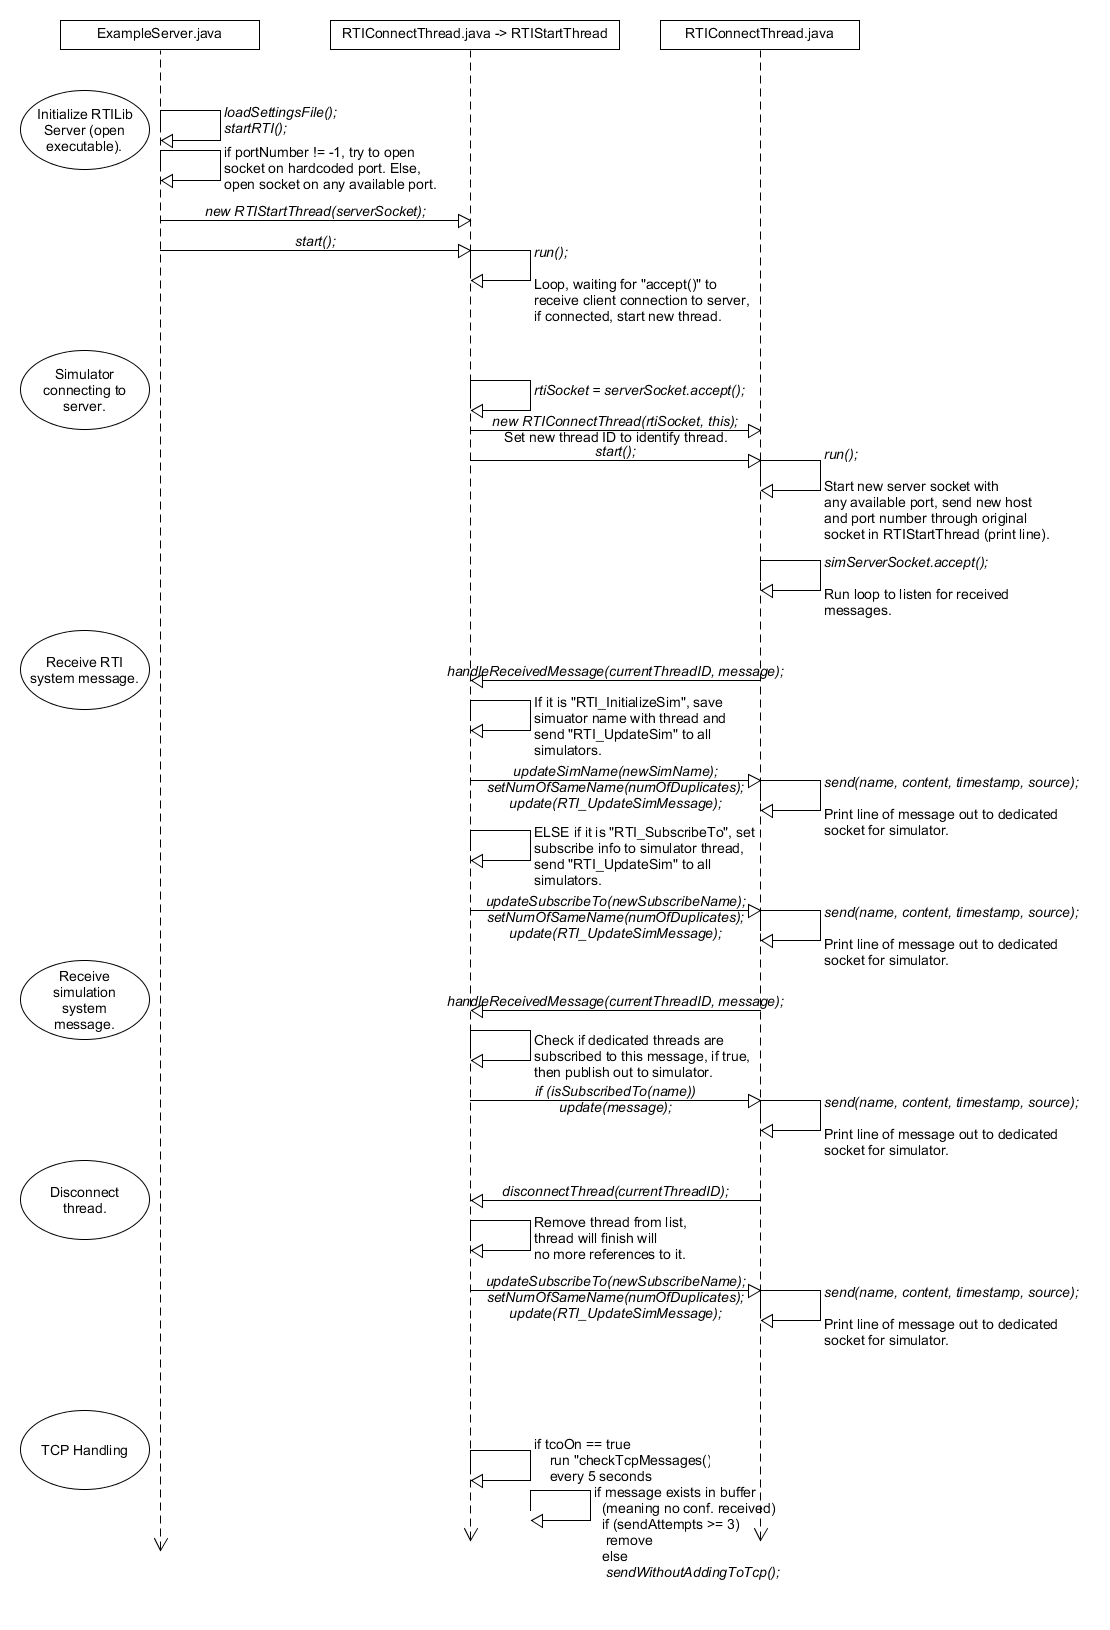 ExampleServer.java
RTIConnectThread.java -> RTIStartThread
RTIConnectThread.java
Initialize RTILib
Server (open
executable).
loadSettingsFile();
startRTI();
if portNumber != -1, try to open
socket on hardcoded port. Else,
open socket on any available port.
new RTIStartThread(serverSocket);
start();
run();
Loop, waiting for "accept()" to
receive client connection to server,
if connected, start new thread.
Simulator
connecting to
server.
rtiSocket = serverSocket.accept();
new RTIConnectThread(rtiSocket, this);
Set new thread ID to identify thread.
start();
run();
Start new server socket with
any available port, send new host
and port number through original
socket in RTIStartThread (print line).
simServerSocket.accept();
Run loop to listen for received
messages.
Receive RTI
system message.
handleReceivedMessage(currentThreadID, message);
If it is "RTI_InitializeSim", save
simuator name with thread and
send "RTI_UpdateSim" to all
simulators.
updateSimName(newSimName);
setNumOfSameName(numOfDuplicates);
update(RTI_UpdateSimMessage);
send(name, content, timestamp, source);
Print line of message out to dedicated
socket for simulator.
ELSE if it is "RTI_SubscribeTo", set
subscribe info to simulator thread,
send "RTI_UpdateSim" to all
simulators.
updateSubscribeTo(newSubscribeName);
setNumOfSameName(numOfDuplicates);
update(RTI_UpdateSimMessage);
send(name, content, timestamp, source);
Print line of message out to dedicated
socket for simulator.
Receive
simulation
system
message.
handleReceivedMessage(currentThreadID, message);
Check if dedicated threads are
subscribed to this message, if true,
then publish out to simulator.
if (isSubscribedTo(name))
update(message);
send(name, content, timestamp, source);
Print line of message out to dedicated
socket for simulator.
Disconnect
thread.
disconnectThread(currentThreadID);
Remove thread from list,
thread will finish will
no more references to it.
updateSubscribeTo(newSubscribeName);
setNumOfSameName(numOfDuplicates);
update(RTI_UpdateSimMessage);
send(name, content, timestamp, source);
Print line of message out to dedicated
socket for simulator.
TCP Handling
if tcoOn == true
run "checkTcpMessages()
every 5 seconds
if message exists in buffer
(meaning no conf. received)
if (sendAttempts >= 3)
remove
else
sendWithoutAddingToTcp();